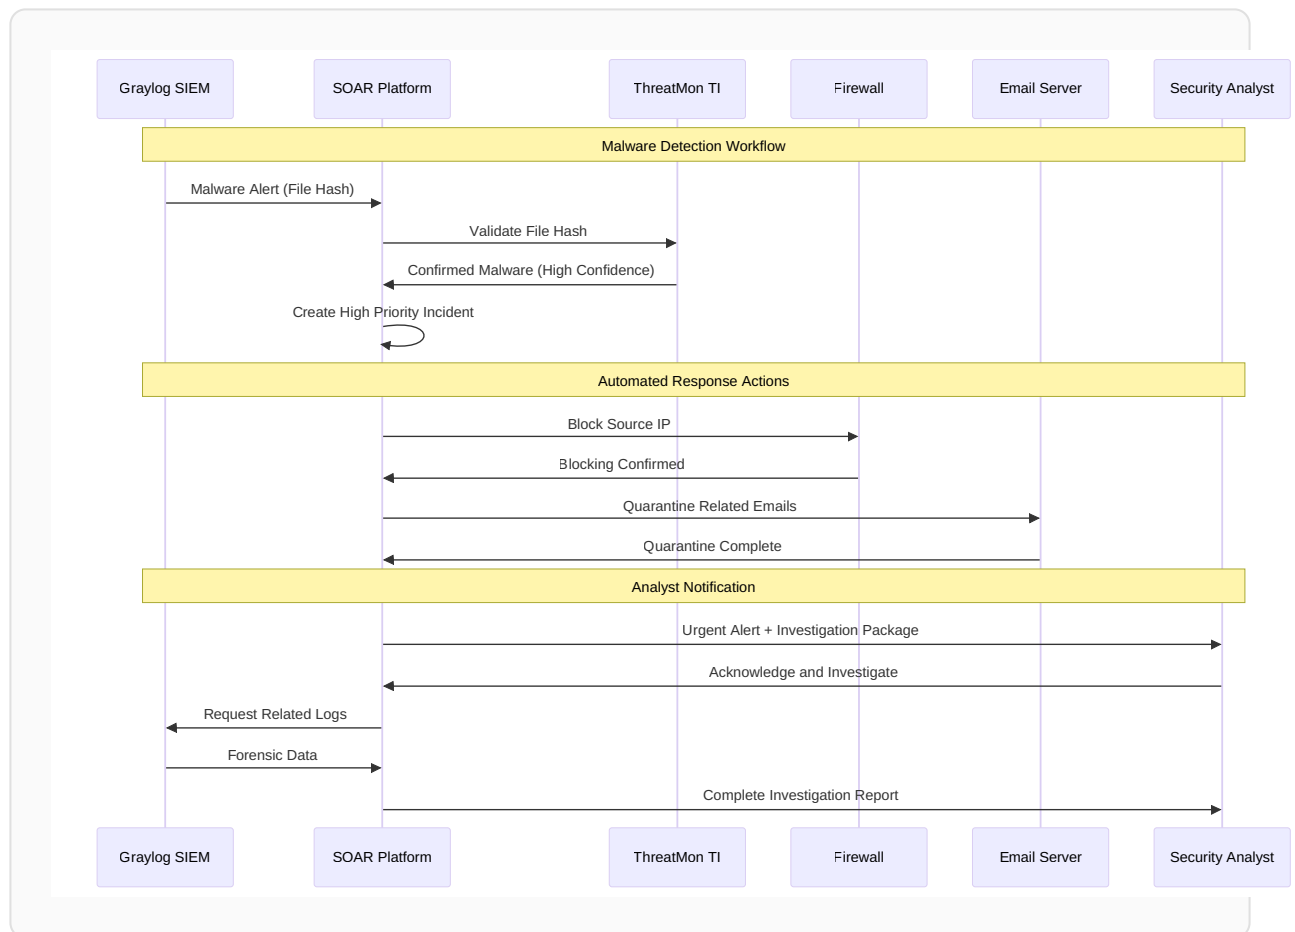 Graylog SIEM
SOAR Platform
ThreatMon TI
Firewall
Email Server
Security Analyst
Malware Detection Workflow
Malware Alert (File Hash)
Validate File Hash
Confirmed Malware (High Confidence)
Create High Priority Incident
Automated Response Actions
Block Source IP
Blocking Confirmed
Quarantine Related Emails
Quarantine Complete
Analyst Notification
Urgent Alert + Investigation Package
Acknowledge and Investigate
Request Related Logs
Forensic Data
Complete Investigation Report
Graylog SIEM
SOAR Platform
ThreatMon TI
Firewall
Email Server
Security Analyst